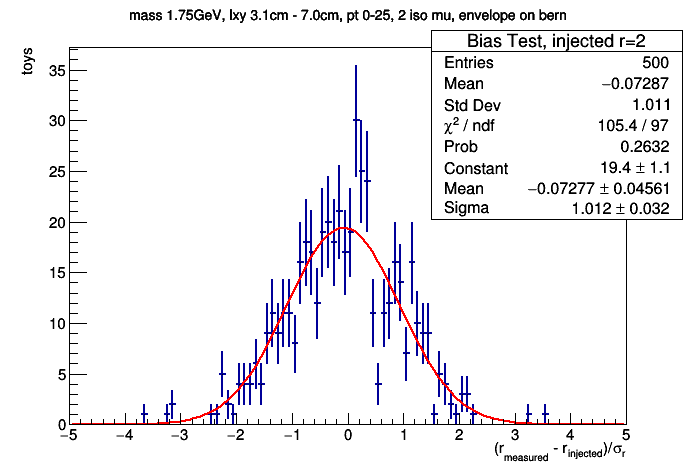 mass 1.75GeV, lxy 3.1cm - 7.0cm, pt 0-25, 2 iso mu, envelope on bern
toys
Bias Test, injected r=2
Entries 500
Mean −0.07287
Std Dev 1.011
χ² / ndf 105.4 / 97
Prob 0.2632
Constant 19.4 ± 1.1
Mean −0.07277 ± 0.04561
Sigma 1.012 ± 0.032
35
30
25
20
15
10
5
0
−5 −4 −3 −2 −1 0 1 2 3 4 5
(r_measured - r_injected)/σ_r